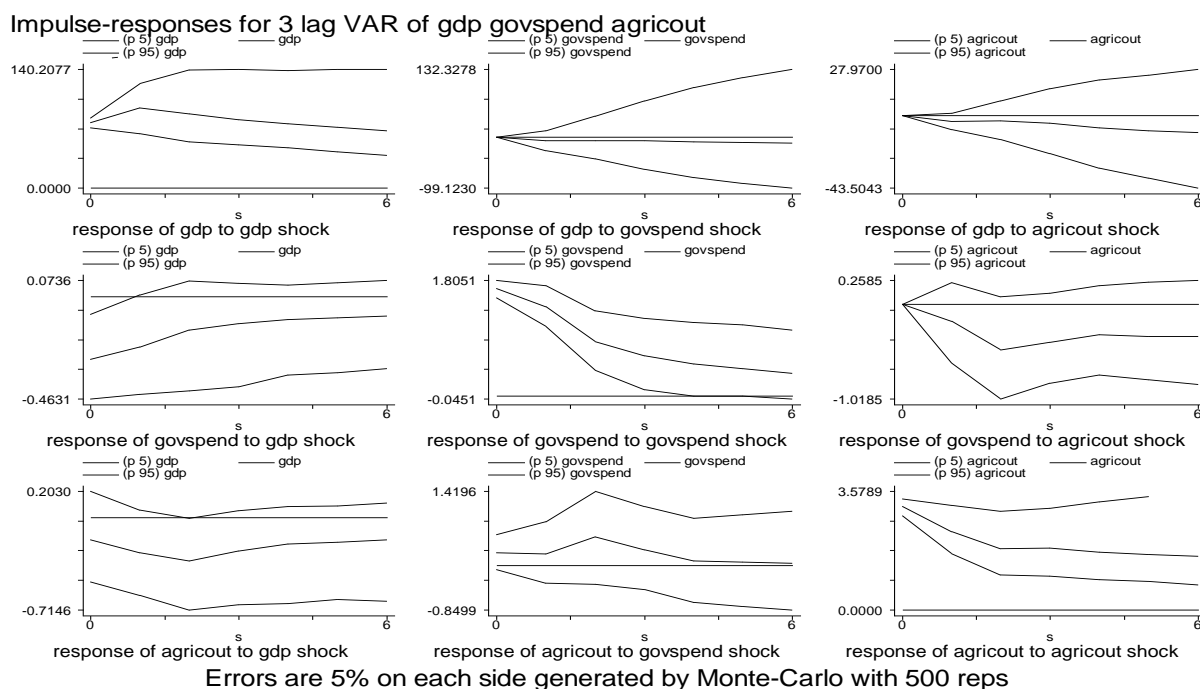 Impulse-responses for 3 lag VAR of gdp govspend agricout
(p 5) gdp gdp
(p 95) gdp
140.2077
0.0000
0 6
s
response of gdp to gdp shock
(p 5) govspend govspend
(p 95) govspend
132.3278
-99.1230
0 6
s
response of gdp to govspend shock
(p 5) agricout agricout
(p 95) agricout
27.9700
-43.5043
0 6
s
response of gdp to agricout shock
(p 5) gdp gdp
(p 95) gdp
0.0736
-0.4631
0 6
s
response of govspend to gdp shock
(p 5) govspend govspend
(p 95) govspend
1.8051
-0.0451
0 6
s
response of govspend to govspend shock
(p 5) agricout agricout
(p 95) agricout
0.2585
-1.0185
0 6
s
response of govspend to agricout shock
(p 5) gdp gdp
(p 95) gdp
0.2030
-0.7146
0 6
s
response of agricout to gdp shock
(p 5) govspend govspend
(p 95) govspend
1.4196
-0.8499
0 6
s
response of agricout to govspend shock
(p 5) agricout agricout
(p 95) agricout
3.5789
0.0000
0 6
s
response of agricout to agricout shock
Errors are 5% on each side generated by Monte-Carlo with 500 reps